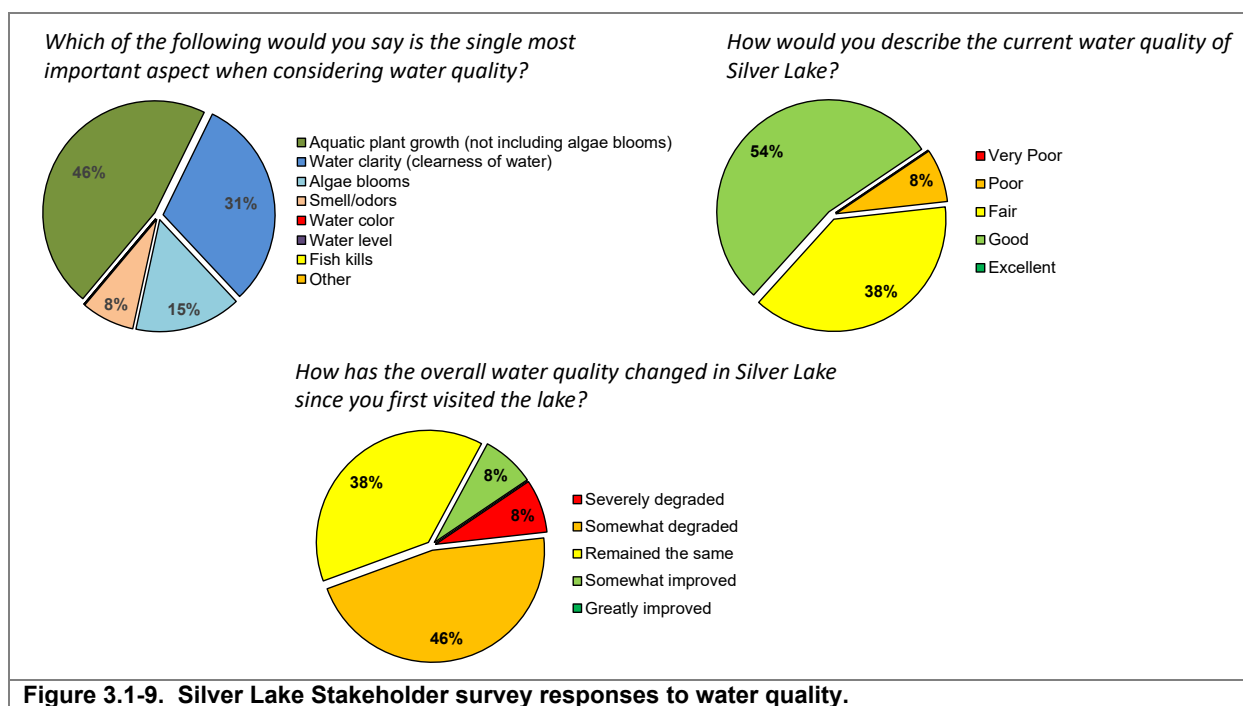 Which of the following would you say is the single most
important aspect when considering water quality?
46%
31%
15%
8%
Aquatic plant growth (not including algae blooms)
Water clarity (clearness of water)
Algae blooms
Smell/odors
Water color
Water level
Fish kills
Other
How would you describe the current water quality of
Silver Lake?
54%
8%
38%
Very Poor
Poor
Fair
Good
Excellent
How has the overall water quality changed in Silver Lake
since you first visited the lake?
38%
8%
8%
46%
Severely degraded
Somewhat degraded
Remained the same
Somewhat improved
Greatly improved
Figure 3.1-9. Silver Lake Stakeholder survey responses to water quality.